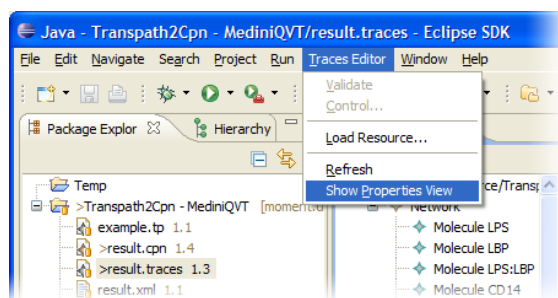 Java - Transpath2Cpn - MediniQVT/result.traces - Eclipse SDK
File Edit Navigate Search Project Run Traces Editor Window Help
Validate
Control...
Package Explor Hierarchy
Load Resource...
Refresh
Temp
Show Properties View
rce/Transp
>Transpath2Cpn - MediniQVT [moment.d
Network
example.tp 1.1
Molecule LPS
>result.cpn 1.4
Molecule LBP
>result.traces 1.3
Molecule LPS:LBP
result.xml 1.1
Molecule CD14